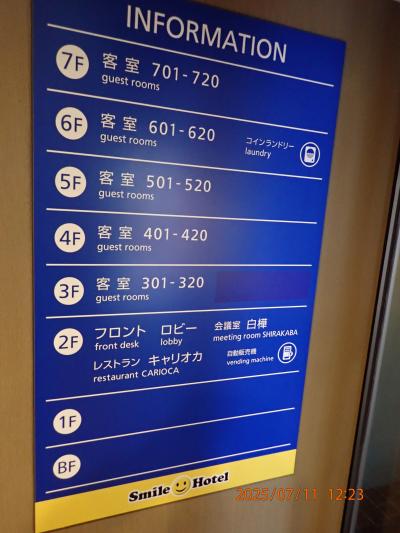 INFORMATION
7F 客室 701-720
guest rooms
6F 客室 601-620 コインランドリー
guest rooms laundry
5F 客室 501-520
guest rooms
4F 客室 401-420
guest rooms
3F 客室 301-320
guest rooms
2F フロント ロビー 会議室 白樺
front desk lobby meeting room SHIRAKABA
レストラン キャリオカ 自動販売機
restaurant CARIOCA vending machine
1F
BF
Smile Hotel
2025/07/11 12:23